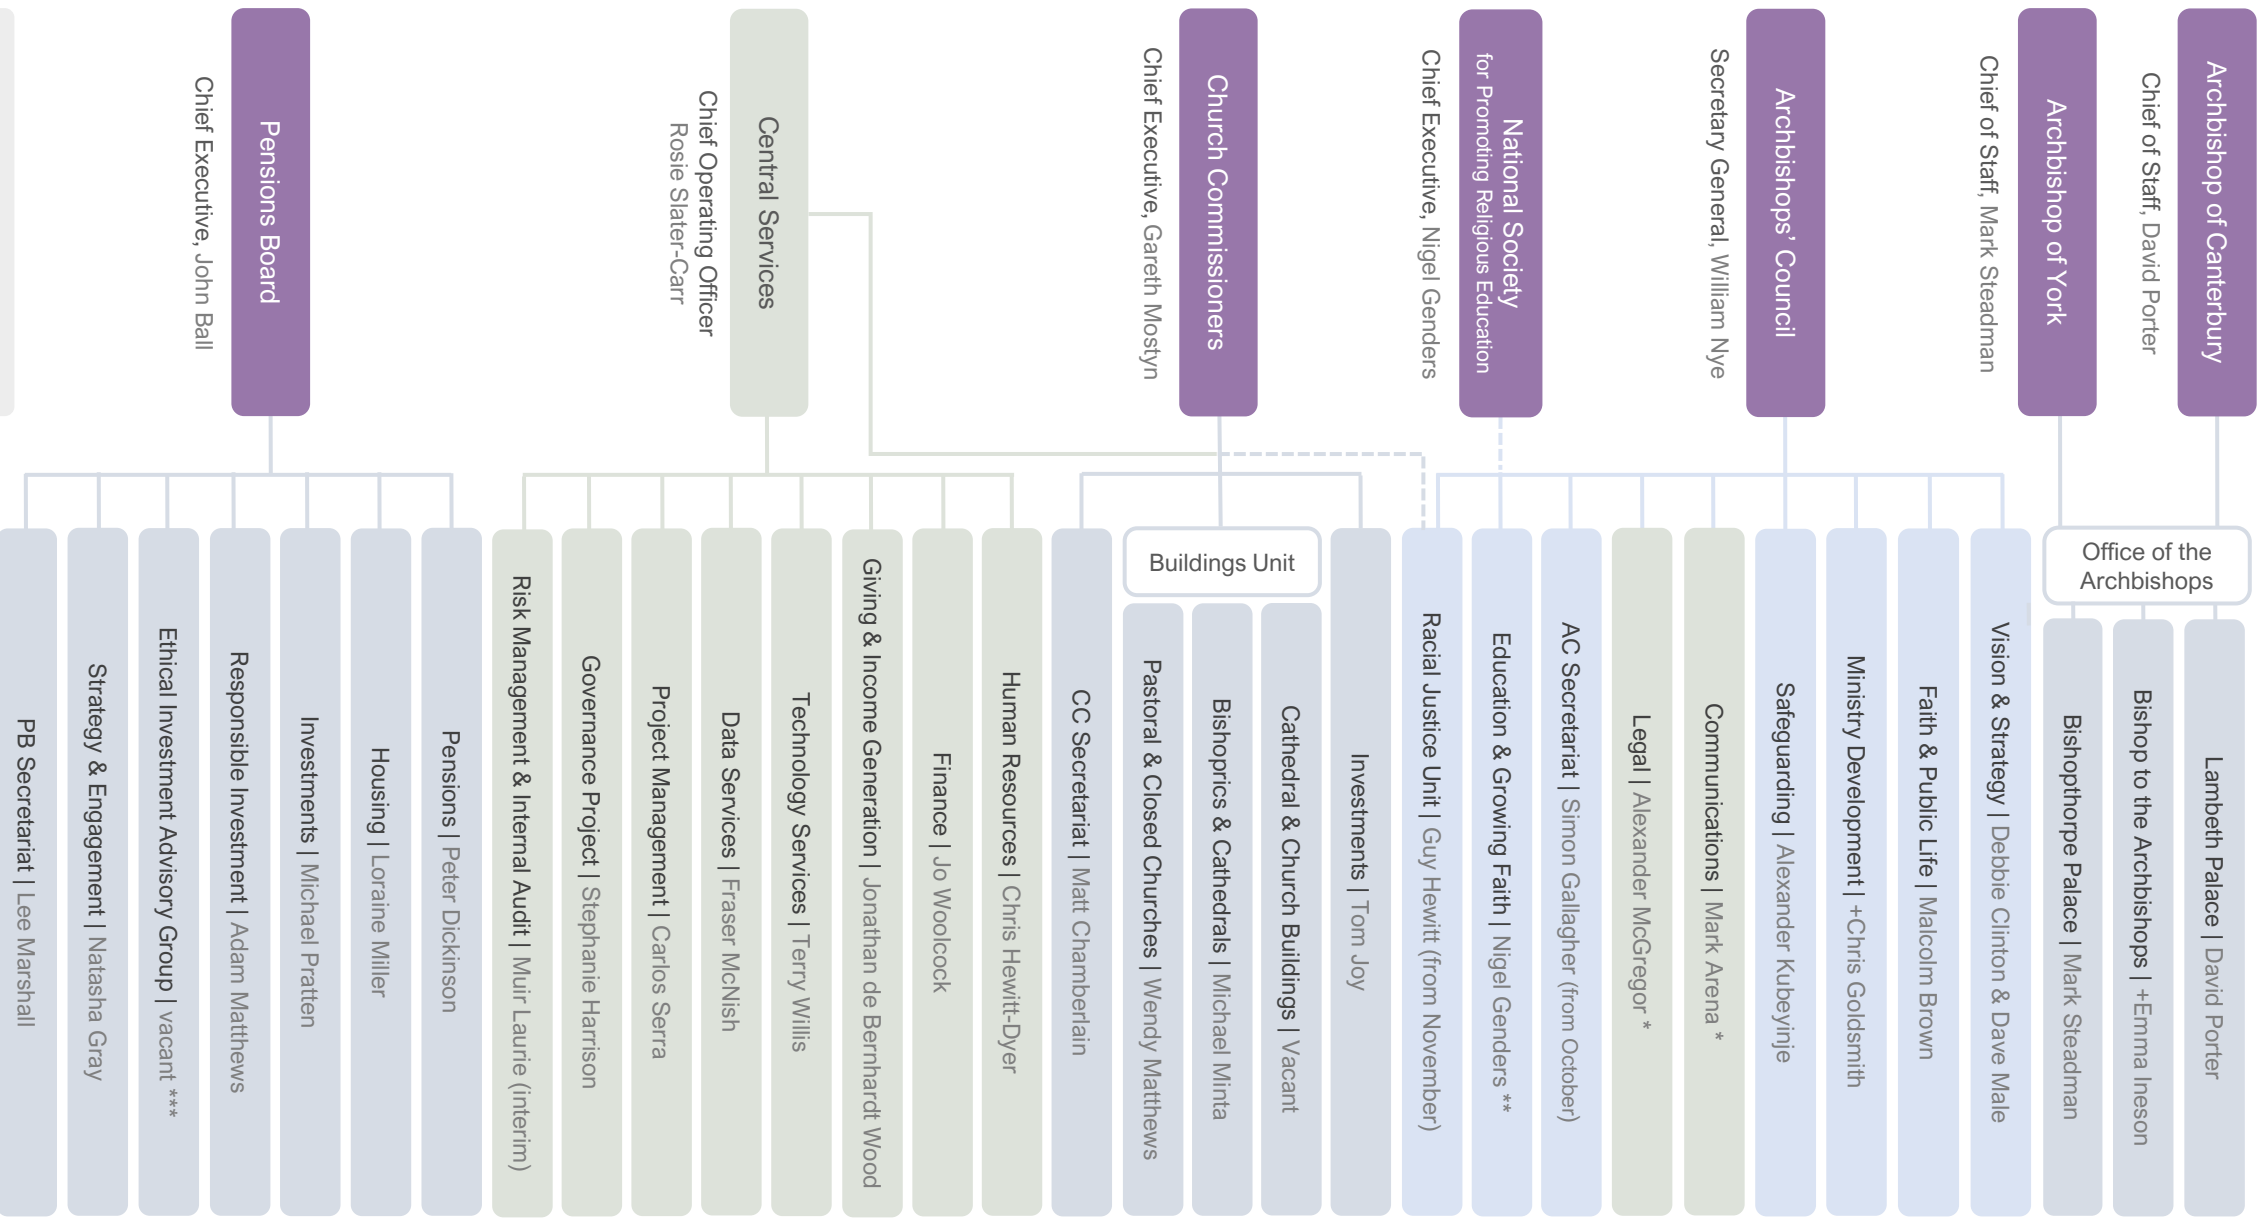 Archbishop of Canterbury
Chief of Staff, David Porter
Archbishop of York
Chief of Staff, Mark Steadman
Office of the
Archbishops
Lambeth Palace | David Porter
Bishop to the Archbishops | +Emma Ineson
Bishopthorpe Palace | Mark Steadman
Archbishops' Council
Secretary General, William Nye
Vision & Strategy | Debbie Clinton & Dave Male
Faith & Public Life | Malcolm Brown
Ministry Development | +Chris Goldsmith
Safeguarding | Alexander Kubeyinje
Communications | Mark Arena *
Legal | Alexander McGregor *
AC Secretariat | Simon Gallagher (from October)
National Society
for Promoting Religious Education
Chief Executive, Nigel Genders
Education & Growing Faith | Nigel Genders **
Racial Justice Unit | Guy Hewitt (from November)
Church Commissioners
Chief Executive, Gareth Mostyn
Investments | Tom Joy
Buildings Unit
Cathedral & Church Buildings | Vacant
Bishoprics & Cathedrals | Michael Minta
Pastoral & Closed Churches | Wendy Matthews
CC Secretariat | Matt Chamberlain
Central Services
Chief Operating Officer
Rosie Slater-Carr
Human Resources | Chris Hewitt-Dyer
Finance | Jo Woolcock
Giving & Income Generation | Jonathan de Bernhardt Wood
Technology Services | Terry Willis
Data Services | Fraser McNish
Project Management | Carlos Serra
Governance Project | Stephanie Harrison
Risk Management & Internal Audit | Muir Laurie (interim)
Pensions Board
Chief Executive, John Ball
Pensions | Peter Dickinson
Housing | Loraine Miller
Investments | Michael Pratten
Responsible Investment | Adam Matthews
Ethical Investment Advisory Group | vacant ***
Strategy & Engagement | Natasha Gray
PB Secretariat | Lee Marshall